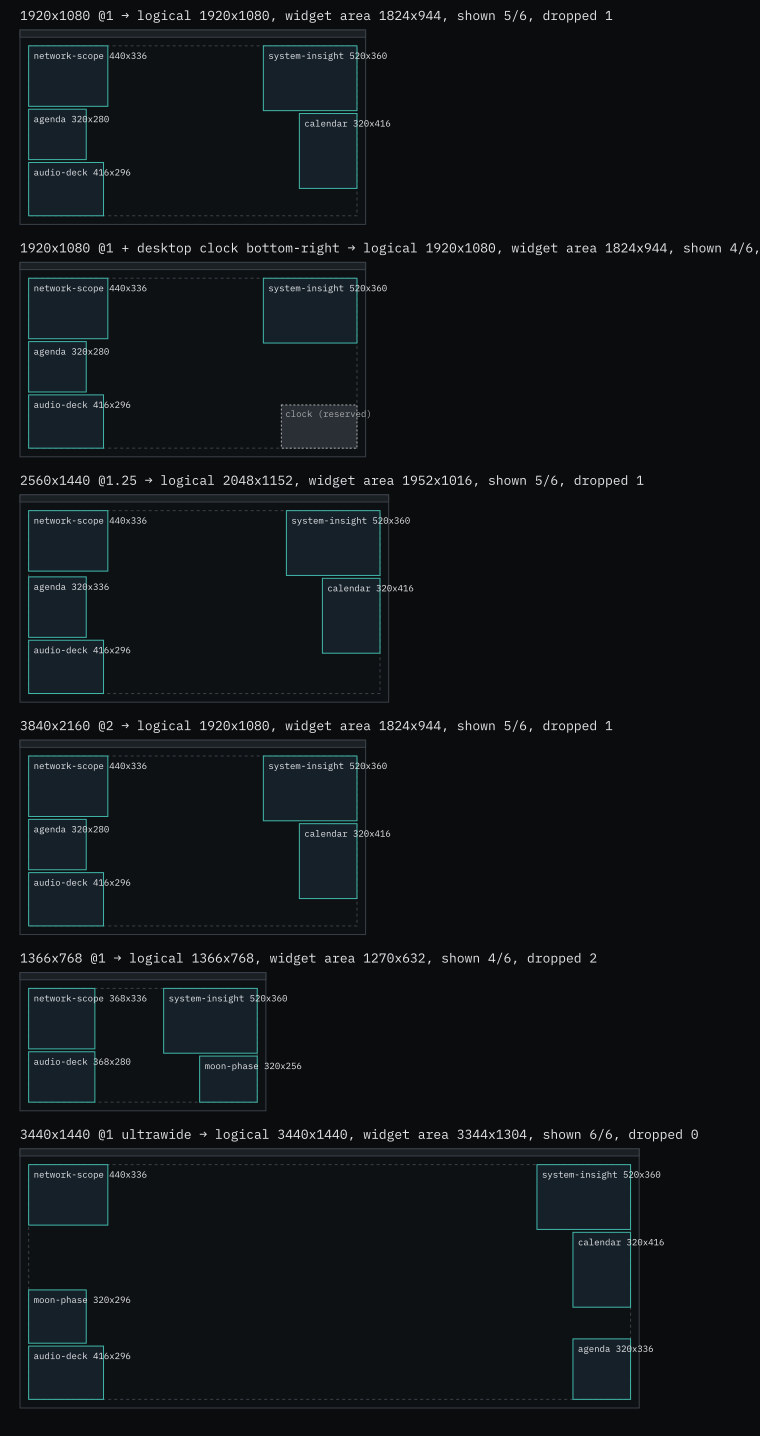 1920x1080 @1 → logical 1920x1080, widget area 1824x944, shown 5/6, dropped 1
network-scope 440x336
system-insight 520x360
agenda 320x280
calendar 320x416
audio-deck 416x296
1920x1080 @1 + desktop clock bottom-right → logical 1920x1080, widget area 1824x944, shown 4/6,
network-scope 440x336
system-insight 520x360
agenda 320x280
audio-deck 416x296
clock (reserved)
2560x1440 @1.25 → logical 2048x1152, widget area 1952x1016, shown 5/6, dropped 1
network-scope 440x336
system-insight 520x360
agenda 320x336
calendar 320x416
audio-deck 416x296
3840x2160 @2 → logical 1920x1080, widget area 1824x944, shown 5/6, dropped 1
network-scope 440x336
system-insight 520x360
agenda 320x280
calendar 320x416
audio-deck 416x296
1366x768 @1 → logical 1366x768, widget area 1270x632, shown 4/6, dropped 2
network-scope 368x336
system-insight 520x360
audio-deck 368x280
moon-phase 320x256
3440x1440 @1 ultrawide → logical 3440x1440, widget area 3344x1304, shown 6/6, dropped 0
network-scope 440x336
system-insight 520x360
calendar 320x416
moon-phase 320x296
agenda 320x336
audio-deck 416x296